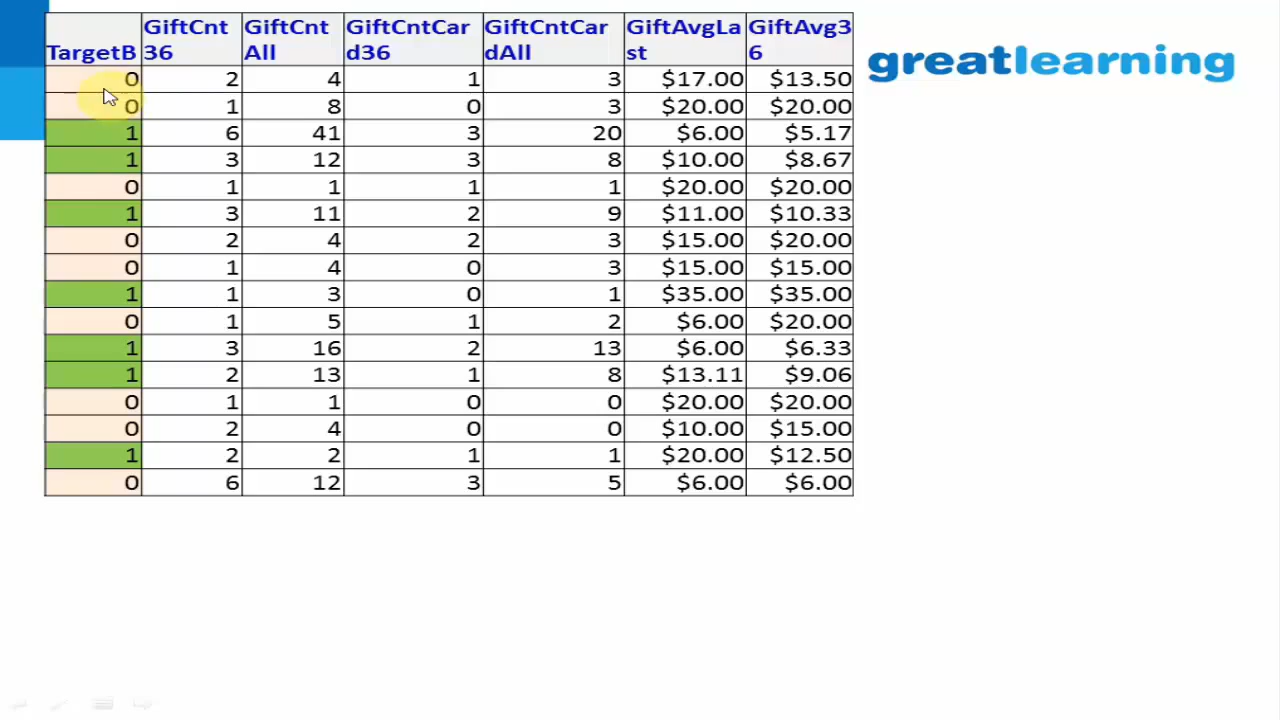 TargetB GiftCnt36 GiftCntAll GiftCntCard36 GiftCntCardAll GiftAvgLast GiftAvg36
0 2 4 1 3 $17.00 $13.50
0 1 8 0 3 $20.00 $20.00
1 6 41 3 20 $6.00 $5.17
1 3 12 3 8 $10.00 $8.67
0 1 1 1 1 $20.00 $20.00
1 3 11 2 9 $11.00 $10.33
0 2 4 2 3 $15.00 $20.00
0 1 4 0 3 $15.00 $15.00
1 1 3 0 1 $35.00 $35.00
0 1 5 1 2 $6.00 $20.00
1 3 16 2 13 $6.00 $6.33
1 2 13 1 8 $13.11 $9.06
0 1 1 0 0 $20.00 $20.00
0 2 4 0 0 $10.00 $15.00
1 2 2 1 1 $20.00 $12.50
0 6 12 3 5 $6.00 $6.00
greatlearning